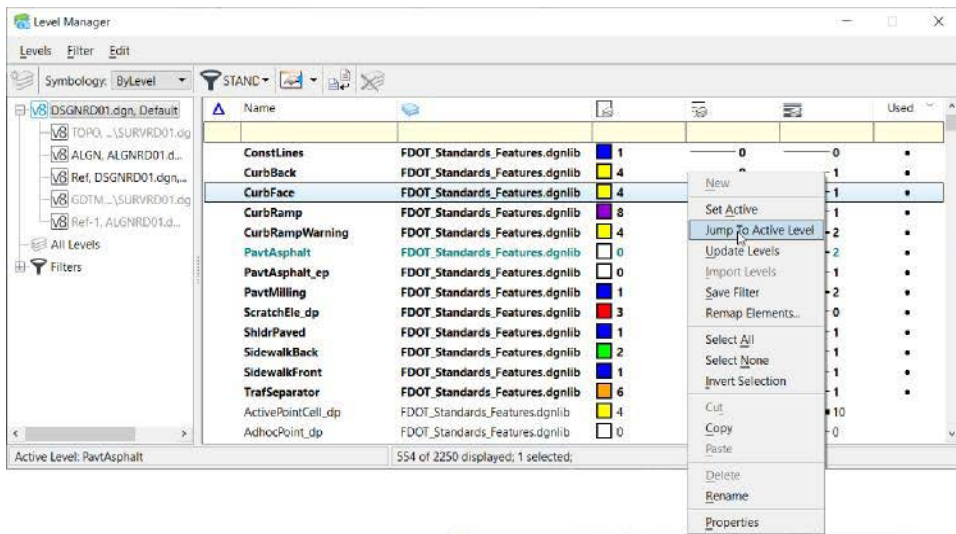 Level Manager
Levels Filter Edit
Symbology: ByLevel STAND
DSGNRD01.dgn, Default
TOPO, ...\SURVRD01.dg
ALGN, ALGNRD01.d...
Ref, DSGNRD01.dgn,...
GDTM...\SURVRD01.dg
Ref-1, ALGNRD01.d...
All Levels
Filters
Name Used
ConstLines FDOT_Standards_Features.dgnlib 1 0 0
CurbBack FDOT_Standards_Features.dgnlib 4 0 1
CurbFace FDOT_Standards_Features.dgnlib 4 1
CurbRamp FDOT_Standards_Features.dgnlib 8 1
CurbRampWarning FDOT_Standards_Features.dgnlib 4 2
PavtAsphalt FDOT_Standards_Features.dgnlib 0 2
PavtAsphalt_ep FDOT_Standards_Features.dgnlib 0 1
PavtMilling FDOT_Standards_Features.dgnlib 1 2
ScratchEle_dp FDOT_Standards_Features.dgnlib 3 0
ShldrPaved FDOT_Standards_Features.dgnlib 1 1
SidewalkBack FDOT_Standards_Features.dgnlib 2 1
SidewalkFront FDOT_Standards_Features.dgnlib 1 1
TrafSeparator FDOT_Standards_Features.dgnlib 6 1
ActivePointCell_dp FDOT_Standards_Features.dgnlib 4 10
AdhocPoint_dp FDOT_Standards_Features.dgnlib 0 0
New
Set Active
Jump To Active Level
Update Levels
Import Levels
Save Filter
Remap Elements...
Select All
Select None
Invert Selection
Cut
Copy
Paste
Delete
Rename
Properties
Active Level: PavtAsphalt 554 of 2250 displayed; 1 selected;